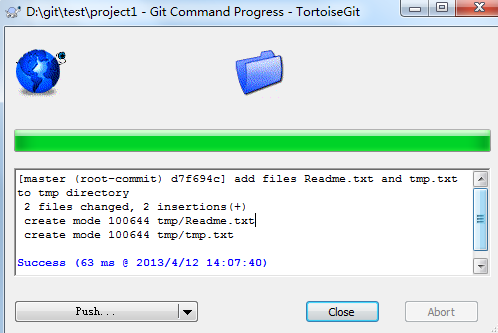 D:\git\test\project1 - Git Command Progress - TortoiseGit
[master (root-commit) d7f694c] add files Readme.txt and tmp.txt
to tmp directory
2 files changed, 2 insertions(+)
create mode 100644 tmp/Readme.txt
create mode 100644 tmp/tmp.txt
Success (63 ms @ 2013/4/12 14:07:40)
Push...
Close
Abort